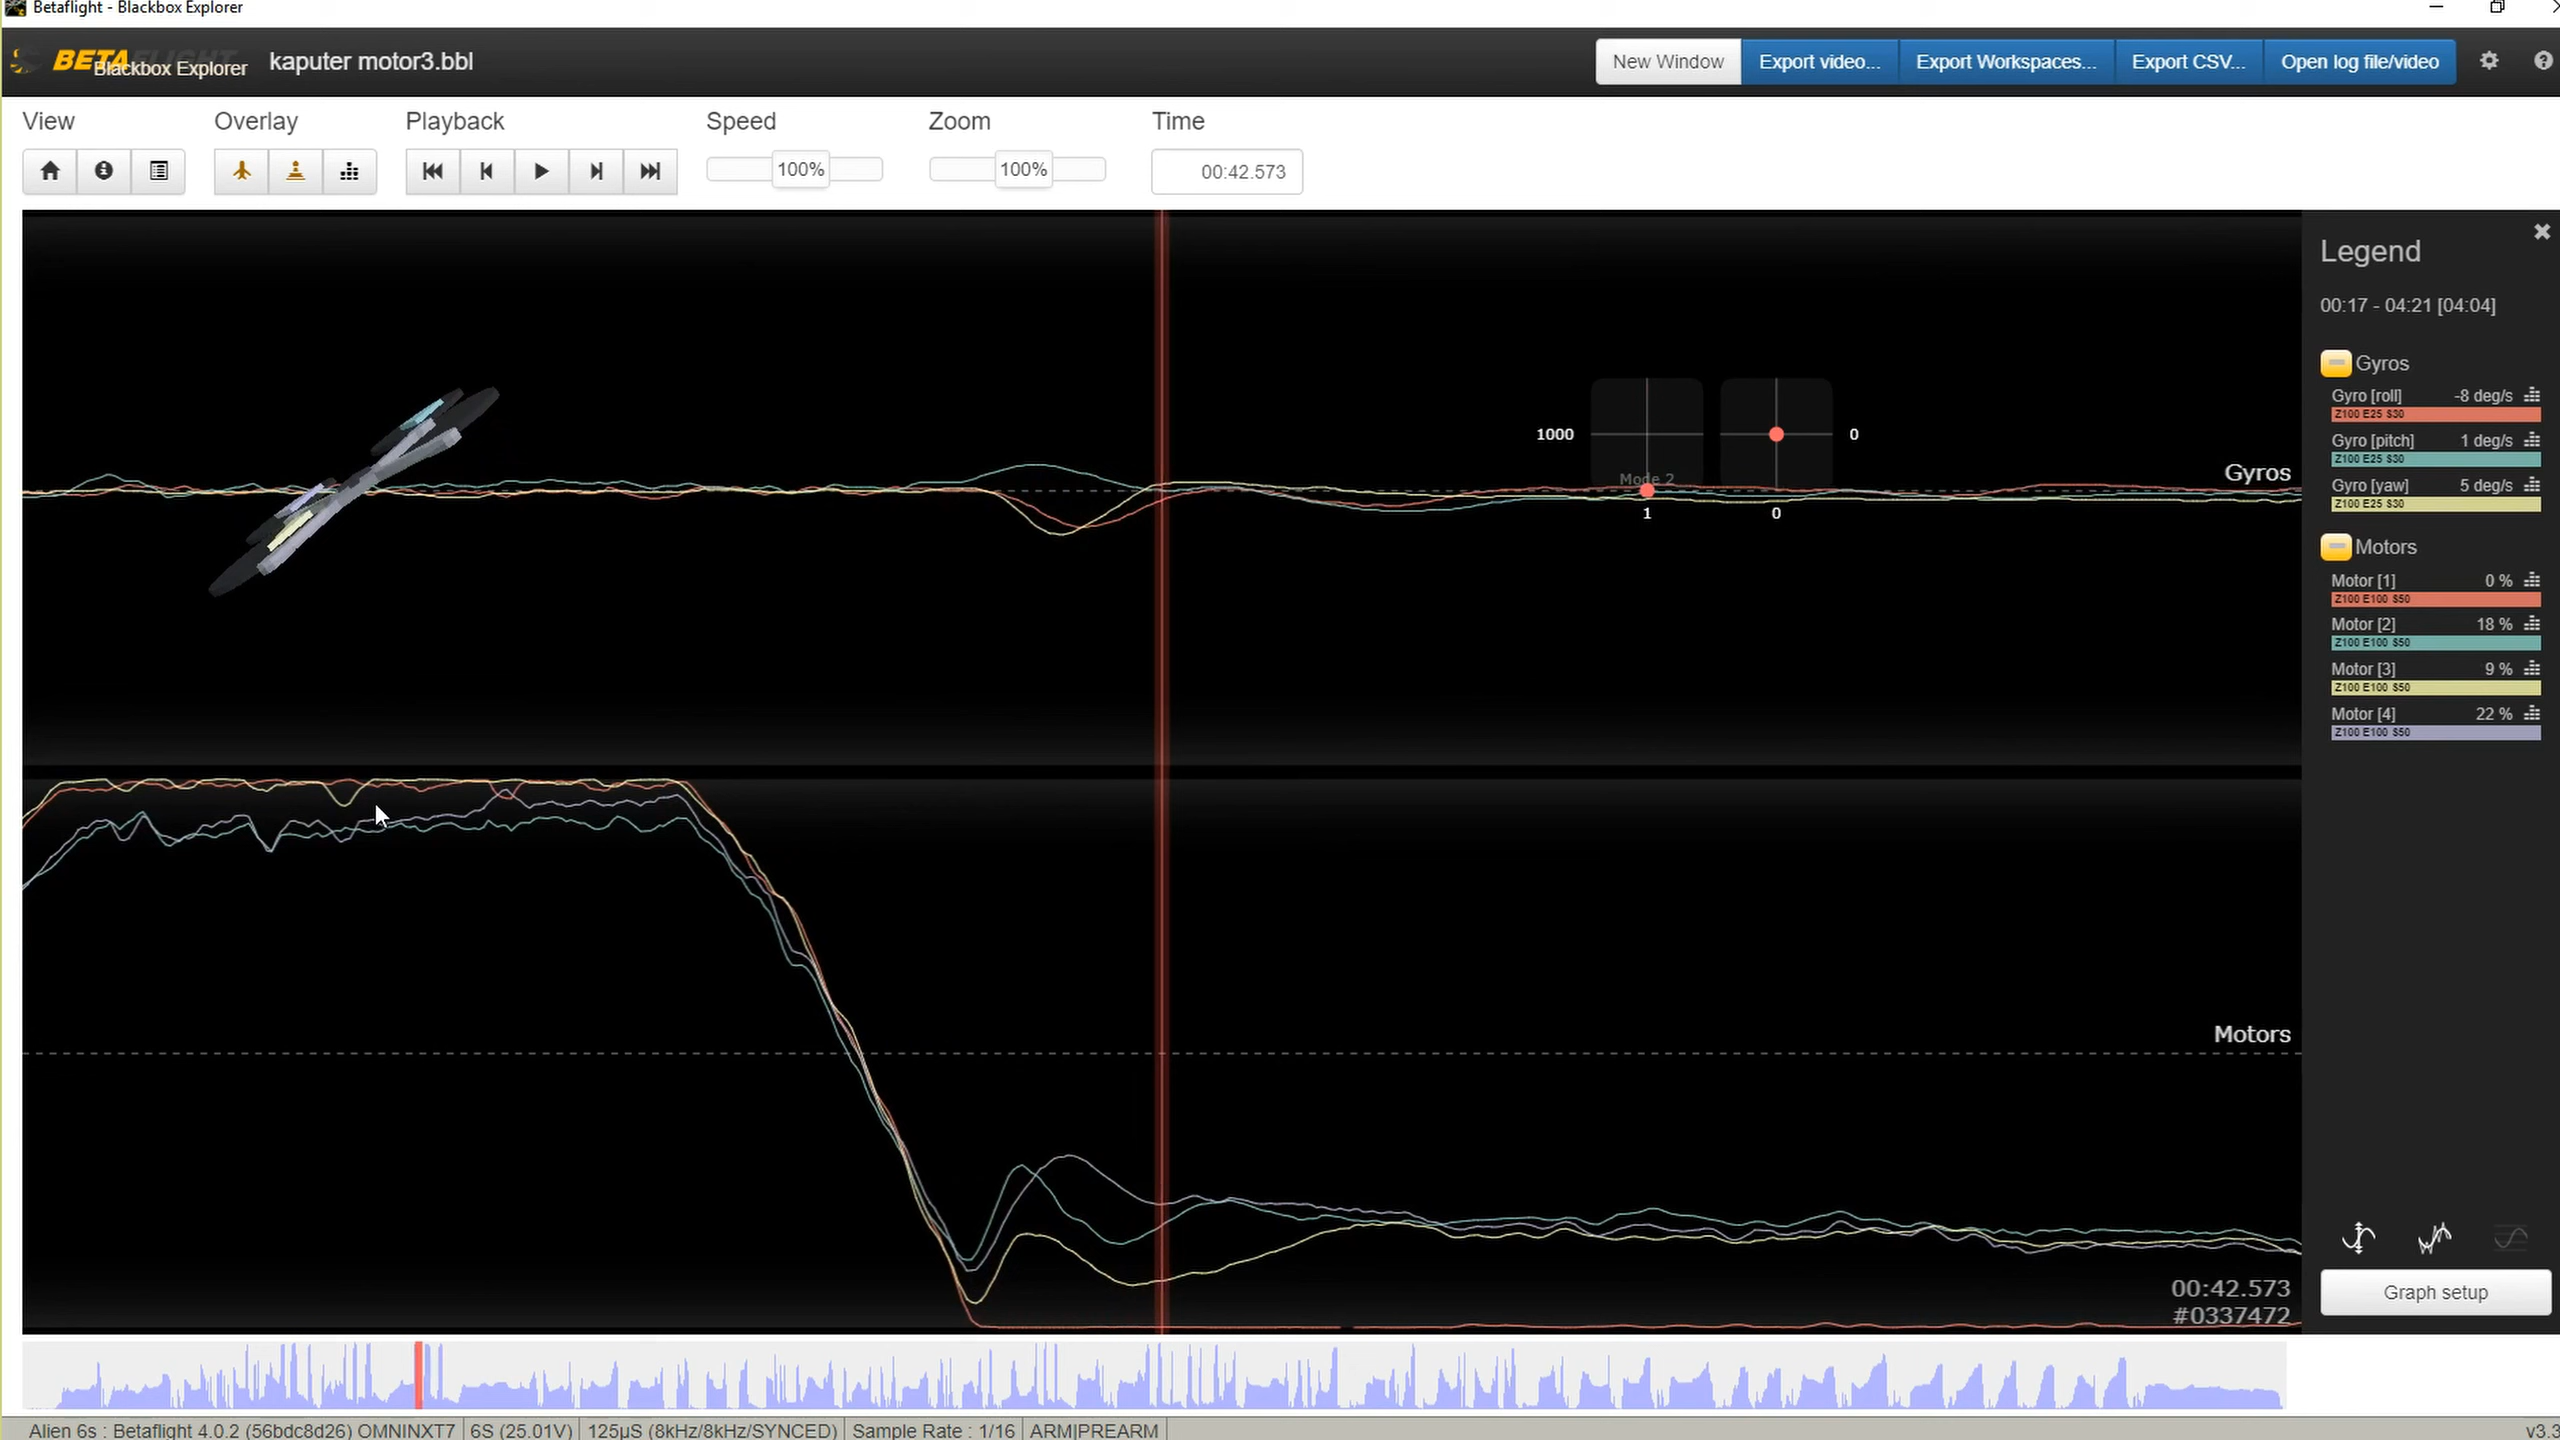 Betaflight - Blackbox Explorer
BETAFLIGHT
Blackbox Explorer
kaputer motor3.bbl
New Window
Export video...
Export Workspaces...
Export CSV...
Open log file/video
View
Overlay
Playback
Speed
Zoom
Time
100%
100%
00:42.573
Legend
00:17 - 04:21 [04:04]
Gyros
Gyro [roll] -8 deg/s
Z100 E25 S30
Gyro [pitch] 1 deg/s
Z100 E25 S30
Gyro [yaw] 5 deg/s
Z100 E25 S30
Motors
Motor [1] 0 %
Z100 E100 S50
Motor [2] 18 %
Z100 E100 S50
Motor [3] 9 %
Z100 E100 S50
Motor [4] 22 %
Z100 E100 S50
1000
0
Mode 2
1
0
Gyros
Motors
00:42.573
#0337472
Graph setup
Alien 6s : Betaflight 4.0.2 (56bdc8d26) OMNINXT7
6S (25.01V)
125µS (8kHz/8kHz/SYNCED)
Sample Rate : 1/16
ARM|PREARM
v3.3